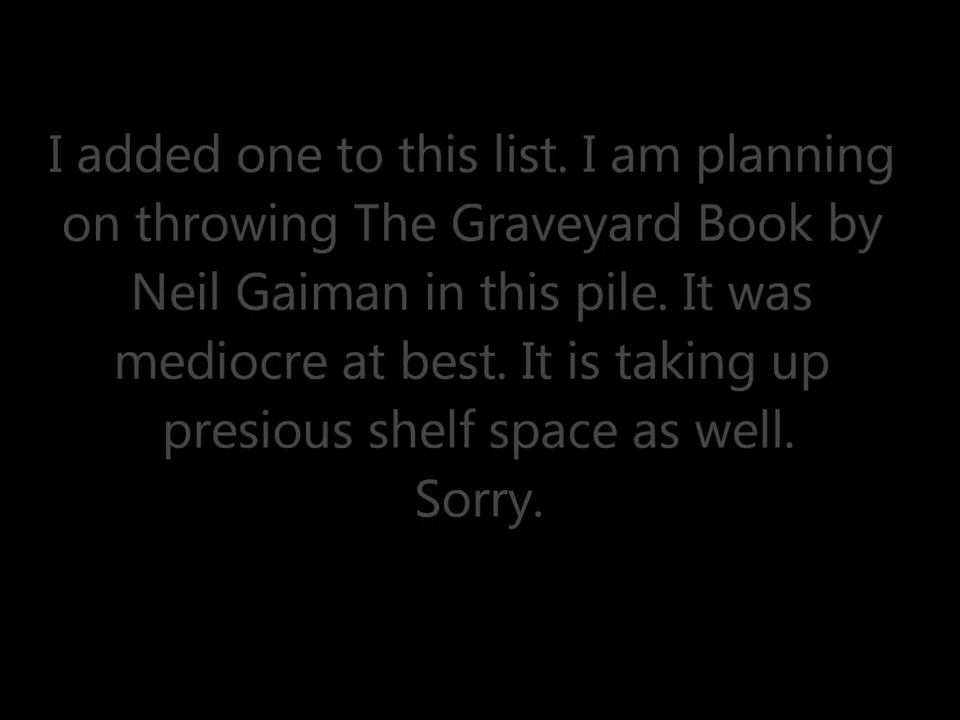 I added one to this list. I am planning
on throwing The Graveyard Book by
Neil Gaiman in this pile. It was
mediocre at best. It is taking up
presious shelf space as well.
Sorry.